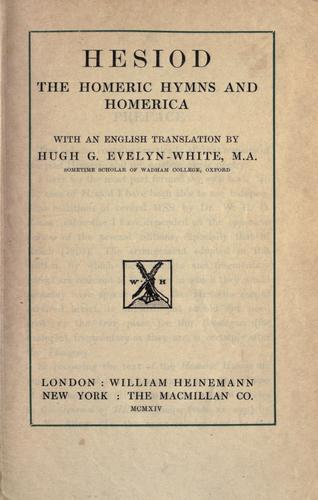 HESIOD
THE HOMERIC HYMNS AND
HOMERICA
WITH AN ENGLISH TRANSLATION BY
HUGH G. EVELYN-WHITE, M.A.
SOMETIME SCHOLAR OF WADHAM COLLEGE, OXFORD
W H
LONDON : WILLIAM HEINEMANN
NEW YORK : THE MACMILLAN CO.
MCMXIV